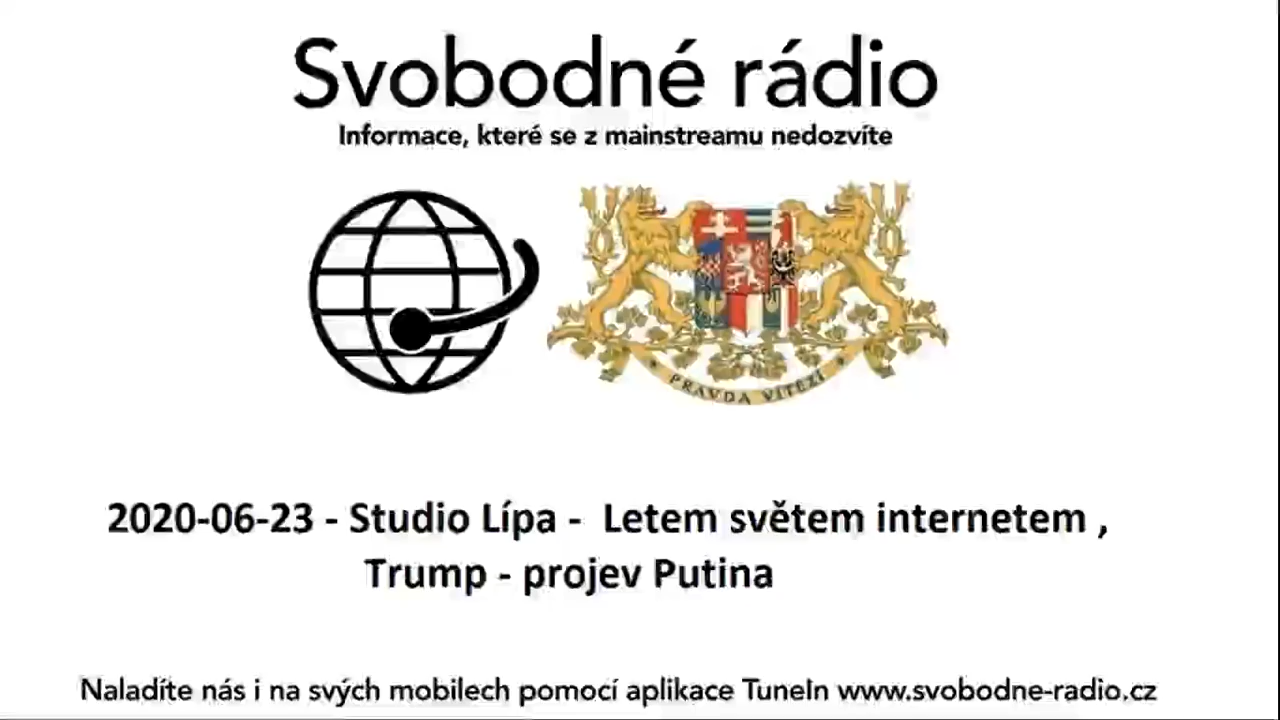 Svobodné rádio
Informace, které se z mainstreamu nedozvíte
PRAVDA VÍTĚZÍ
2020-06-23 - Studio Lípa - Letem světem internetem ,
Trump - projev Putina
Naladíte nás i na svých mobilech pomocí aplikace TuneIn www.svobodne-radio.cz